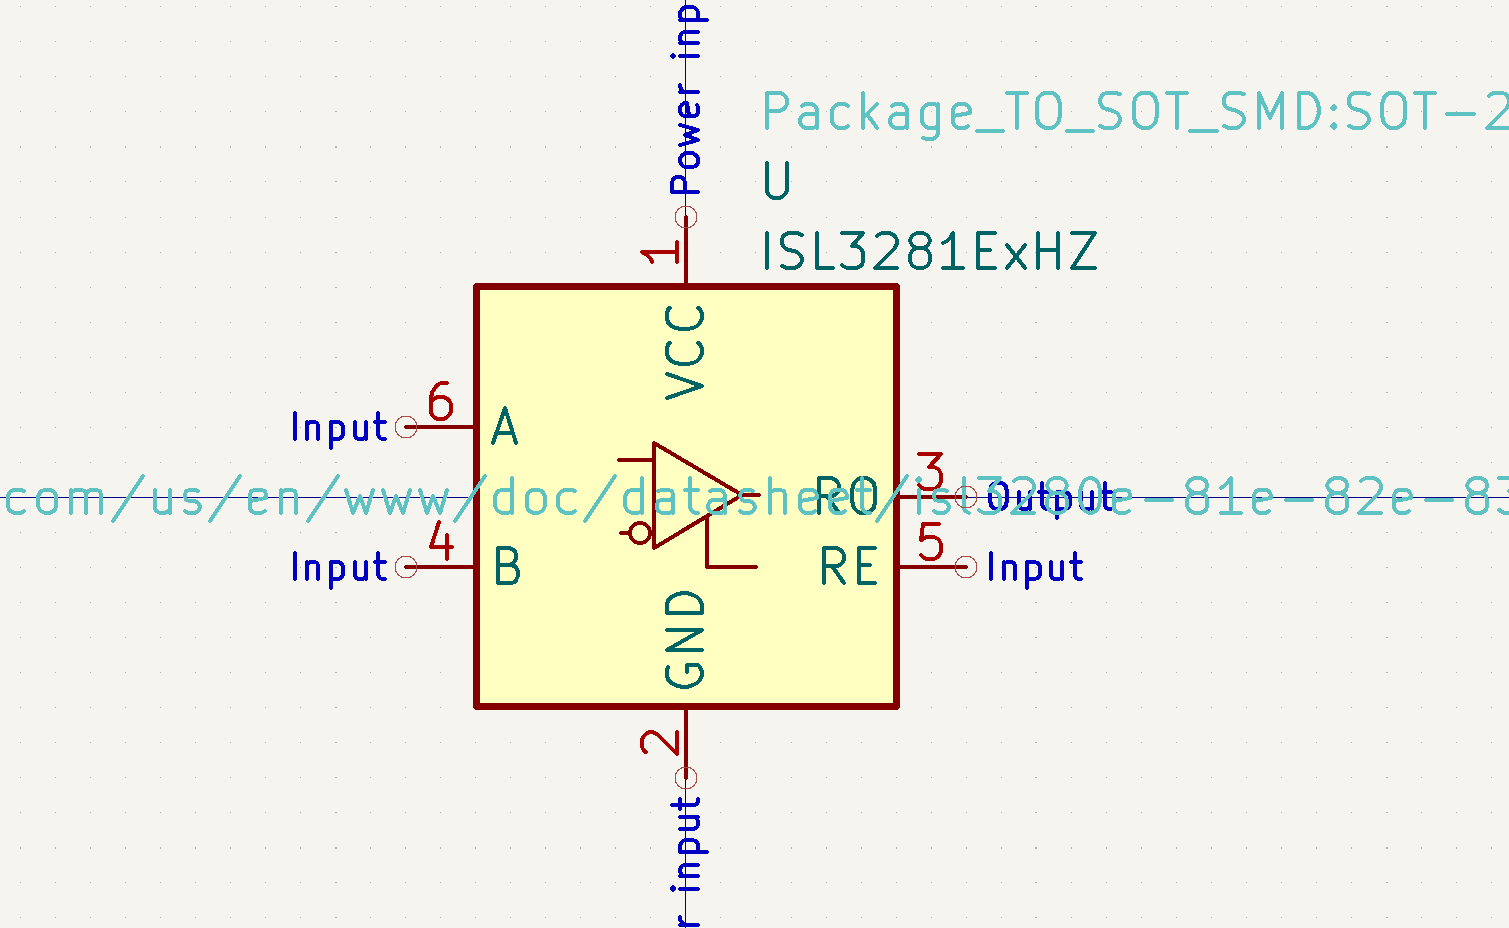 Power inp
Package_TO_SOT_SMD:SOT-2
U
ISL3281ExHZ
1
VCC
6
Input
A
3
RO
Output
com/us/en/www/doc/datasheet/isl3280e-81e-82e-83
4
Input
B
5
RE
Input
GND
2
r input